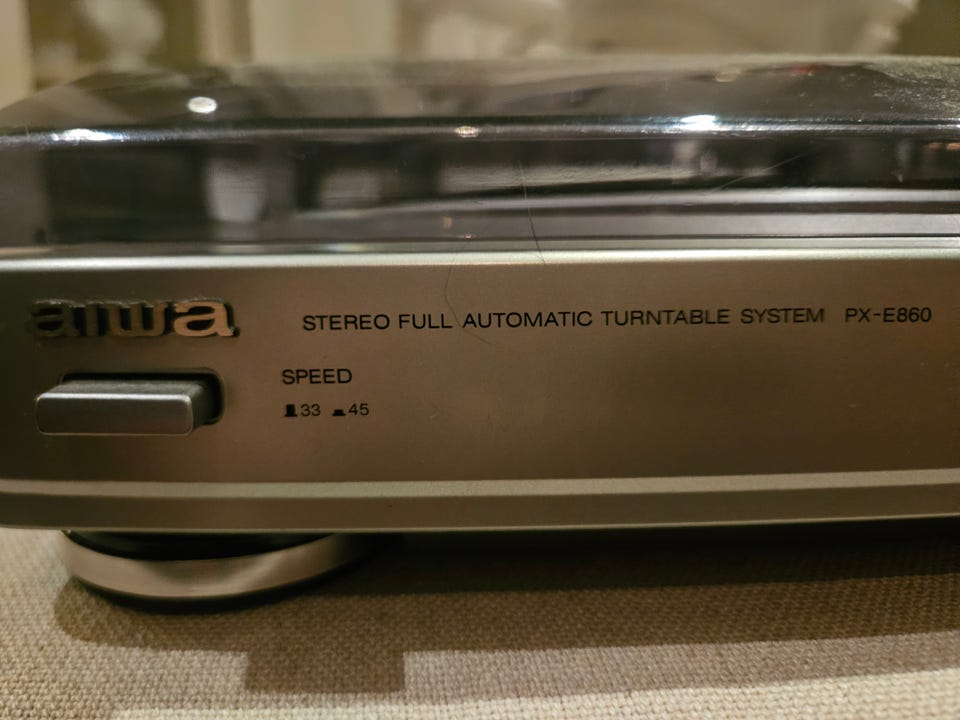 aiwa
STEREO FULL AUTOMATIC TURNTABLE SYSTEM PX-E860
SPEED
33 45